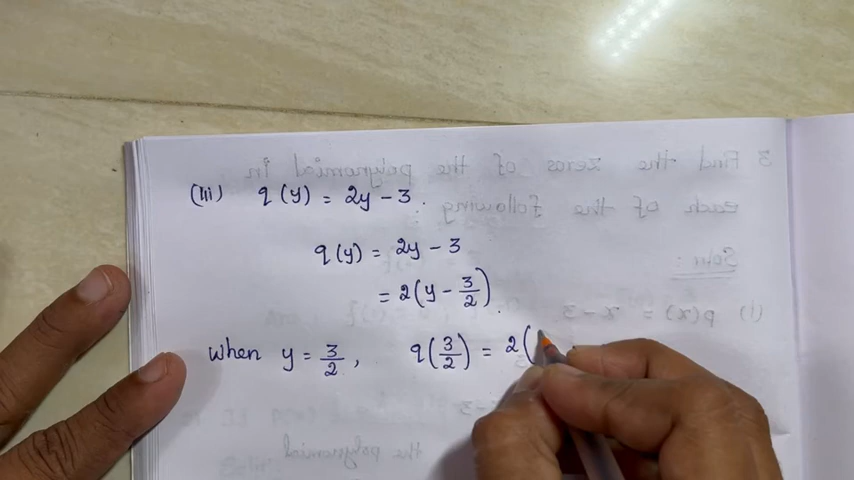 (iii) q(y) = 2y - 3.
q(y) = 2y - 3
= 2(y - 3/2).
When y = 3/2, q(3/2) = 2(